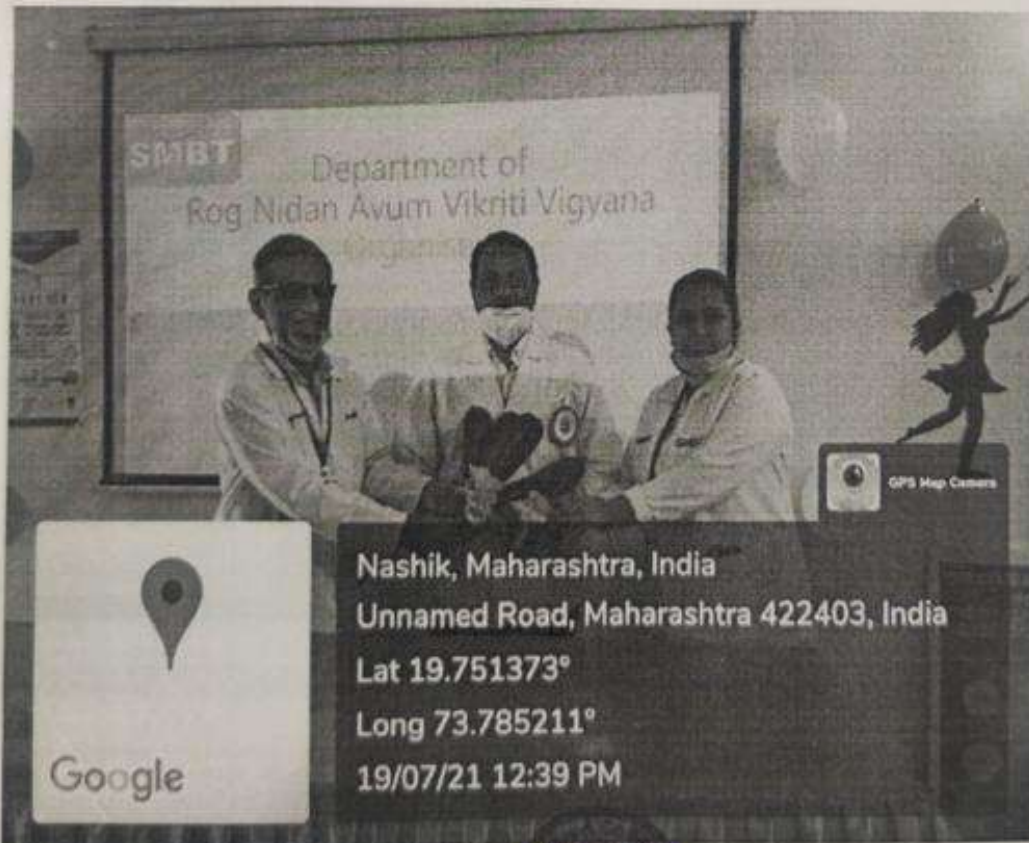 SMBT
Department of
Rog Nidan Avum Vikriti Vigyana
GPS Map Camera
Nashik, Maharashtra, India
Unnamed Road, Maharashtra 422403, India
Lat 19.751373°
Long 73.785211°
19/07/21 12:39 PM
Google